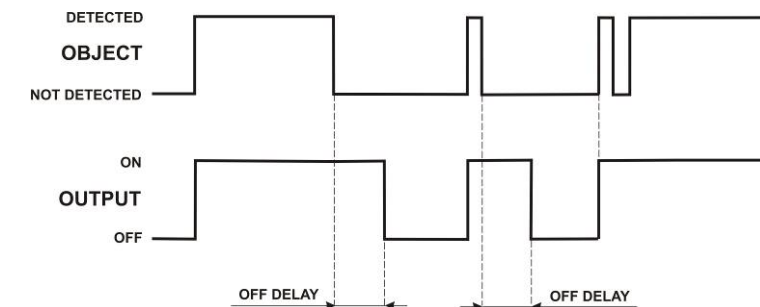 DETECTED
OBJECT
NOT DETECTED
ON
OUTPUT
OFF
OFF DELAY
OFF DELAY